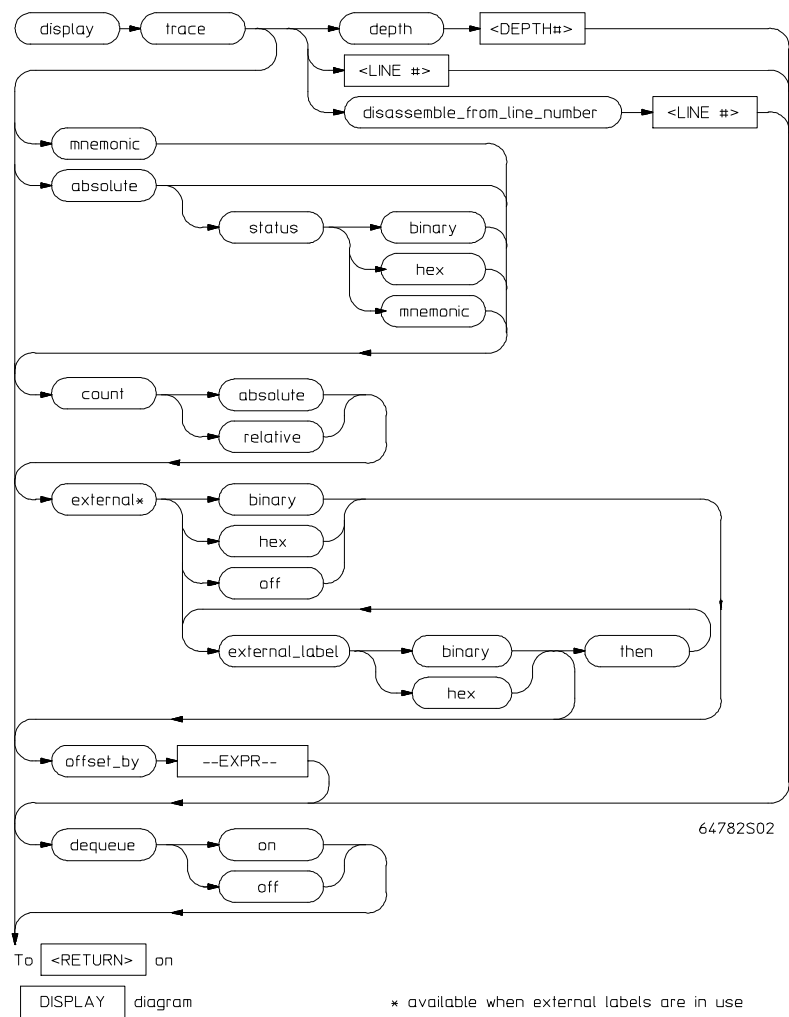 display trace depth <DEPTH#>
<LINE #>
disassemble_from_line_number <LINE #>
mnemonic
absolute
status binary
hex
mnemonic
count absolute
relative
external* binary
hex
off
external_label binary then
hex
offset_by --EXPR--
64782S02
dequeue on
off
To <RETURN> on
DISPLAY diagram * available when external labels are in use